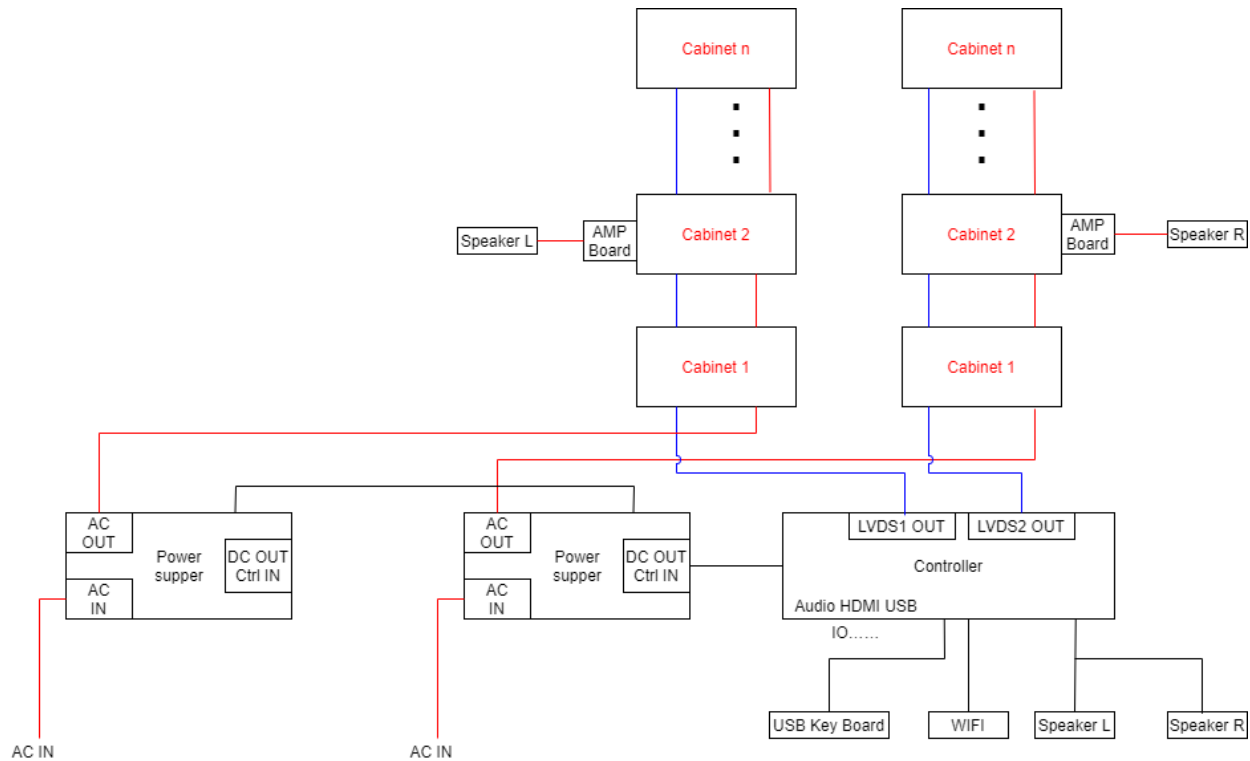 Cabinet n
Cabinet n
Speaker L
AMP
Board
Cabinet 2
Cabinet 2
AMP
Board
Speaker R
Cabinet 1
Cabinet 1
AC
OUT
Power
supper
DC OUT
Ctrl IN
AC
IN
AC
OUT
Power
supper
DC OUT
Ctrl IN
AC
IN
LVDS1 OUT
LVDS2 OUT
Controller
Audio HDMI USB
IO……
USB Key Board
WIFI
Speaker L
Speaker R
AC IN
AC IN